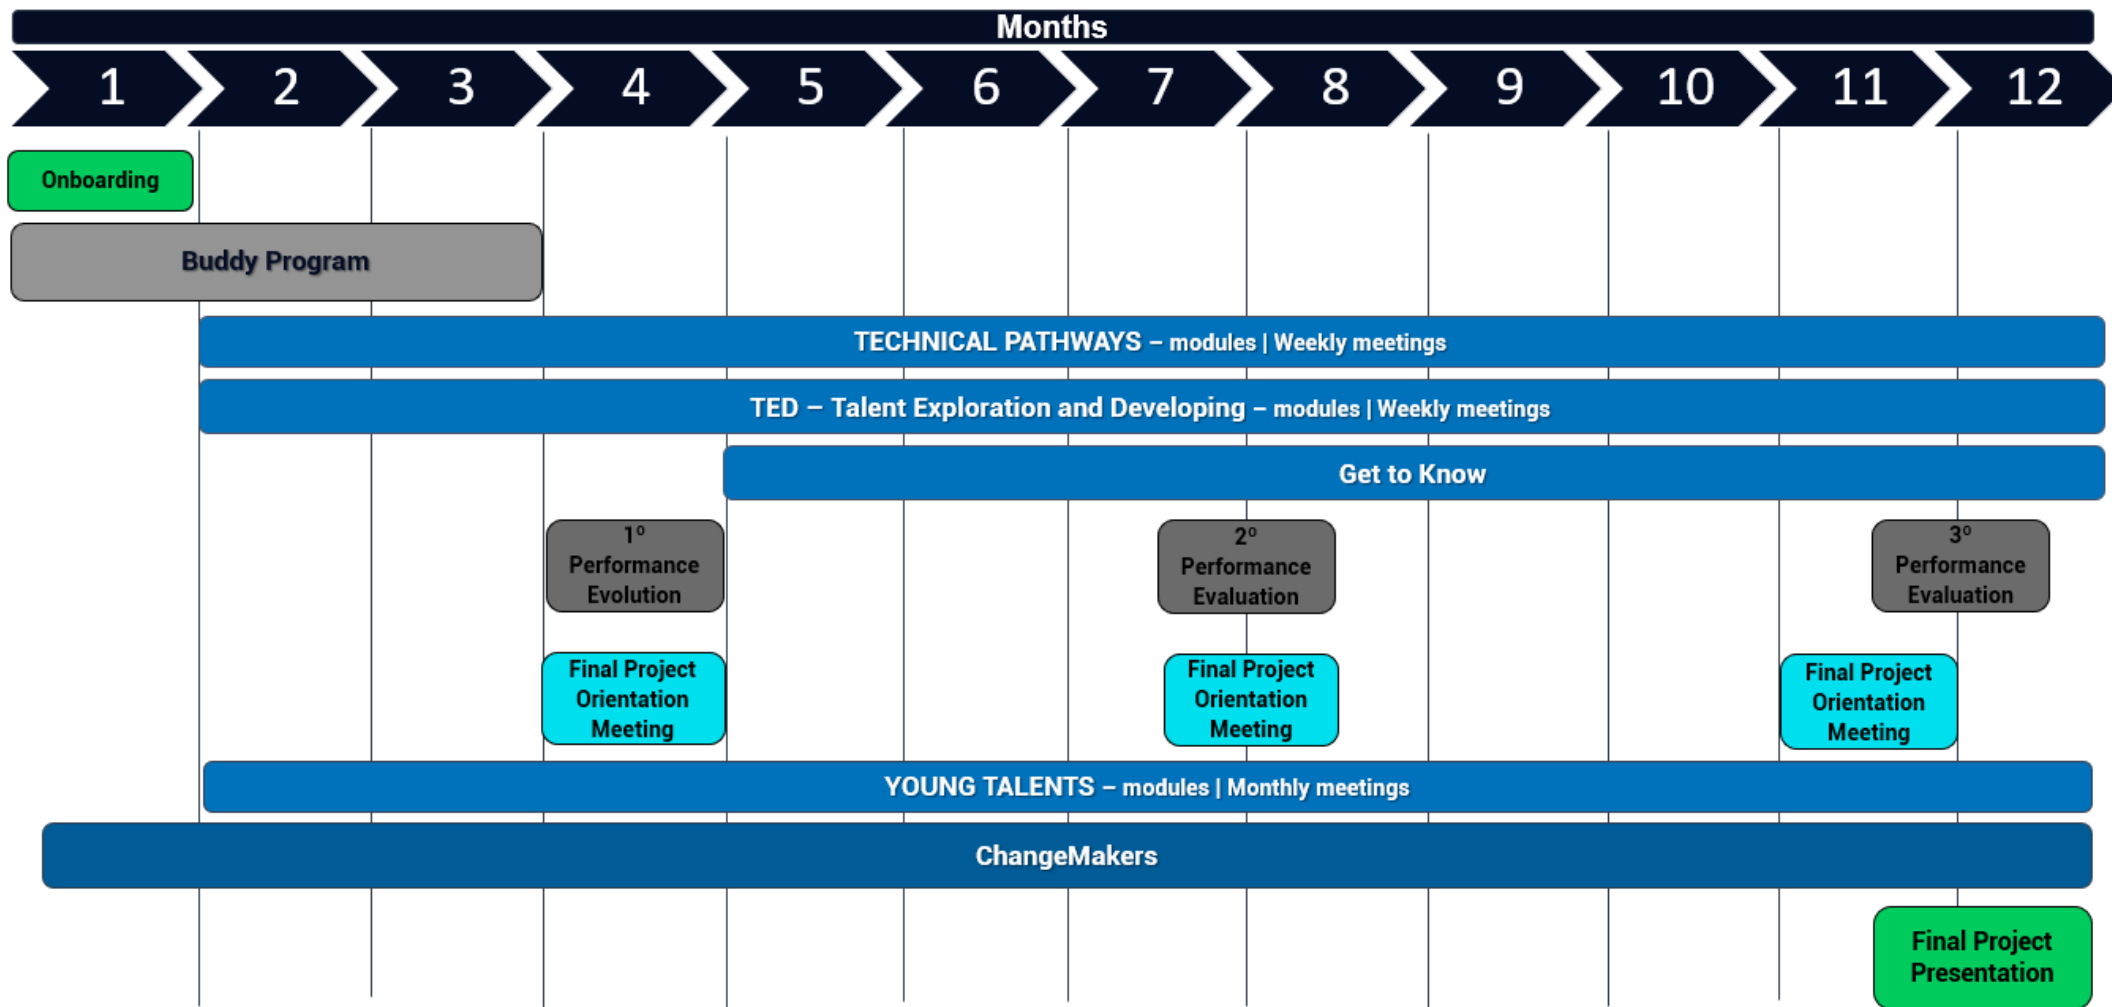 Months
1 2 3 4 5 6 7 8 9 10 11 12
Onboarding
Buddy Program
TECHNICAL PATHWAYS – modules | Weekly meetings
TED – Talent Exploration and Developing – modules | Weekly meetings
Get to Know
1º
Performance
Evolution
2º
Performance
Evaluation
3º
Performance
Evaluation
Final Project
Orientation
Meeting
Final Project
Orientation
Meeting
Final Project
Orientation
Meeting
YOUNG TALENTS – modules | Monthly meetings
ChangeMakers
Final Project
Presentation